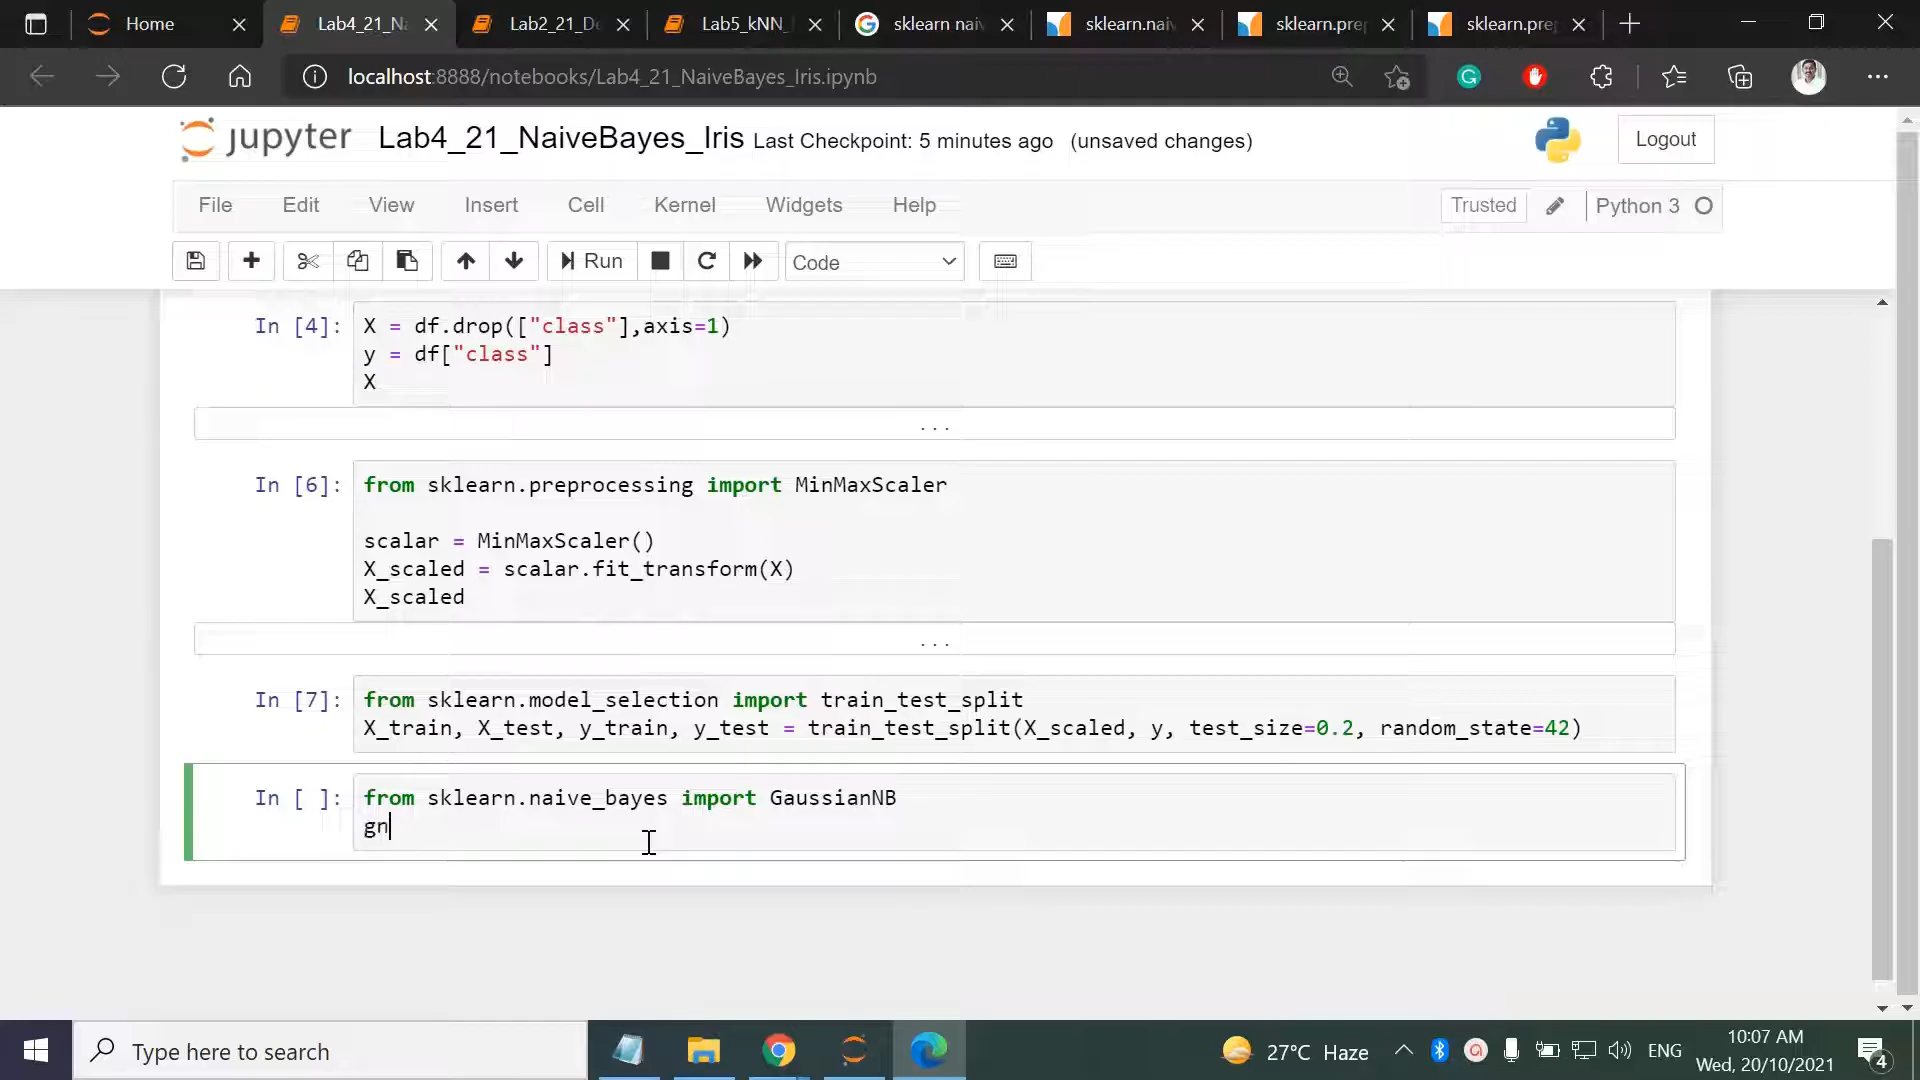 Home
Lab4_21_Na
Lab2_21_De
Lab5_kNN_
sklearn nai
sklearn.nai
sklearn.pre
sklearn.pre
localhost:8888/notebooks/Lab4_21_NaiveBayes_Iris.ipynb
jupyter Lab4_21_NaiveBayes_Iris Last Checkpoint: 5 minutes ago (unsaved changes)
Logout
File Edit View Insert Cell Kernel Widgets Help
Trusted Python 3
Run Code
In [4]: X = df.drop(["class"],axis=1)
y = df["class"]
X
...
In [6]: from sklearn.preprocessing import MinMaxScaler
scalar = MinMaxScaler()
X_scaled = scalar.fit_transform(X)
X_scaled
...
In [7]: from sklearn.model_selection import train_test_split
X_train, X_test, y_train, y_test = train_test_split(X_scaled, y, test_size=0.2, random_state=42)
In [ ]: from sklearn.naive_bayes import GaussianNB
gn
Type here to search
27°C Haze
ENG
10:07 AM
Wed, 20/10/2021
4